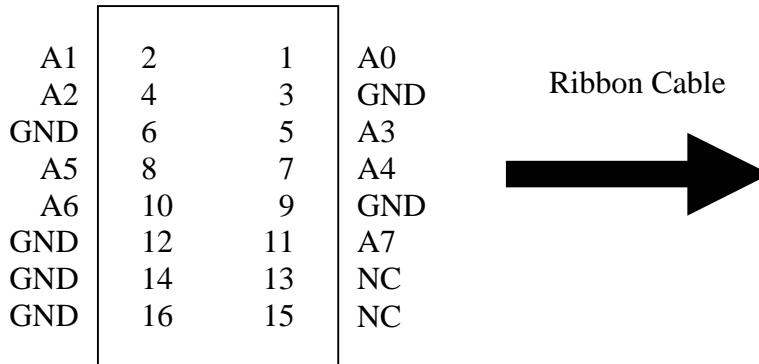 A1 2 1 A0
A2 4 3 GND
GND 6 5 A3
A5 8 7 A4
A6 10 9 GND
GND 12 11 A7
GND 14 13 NC
GND 16 15 NC
Ribbon Cable